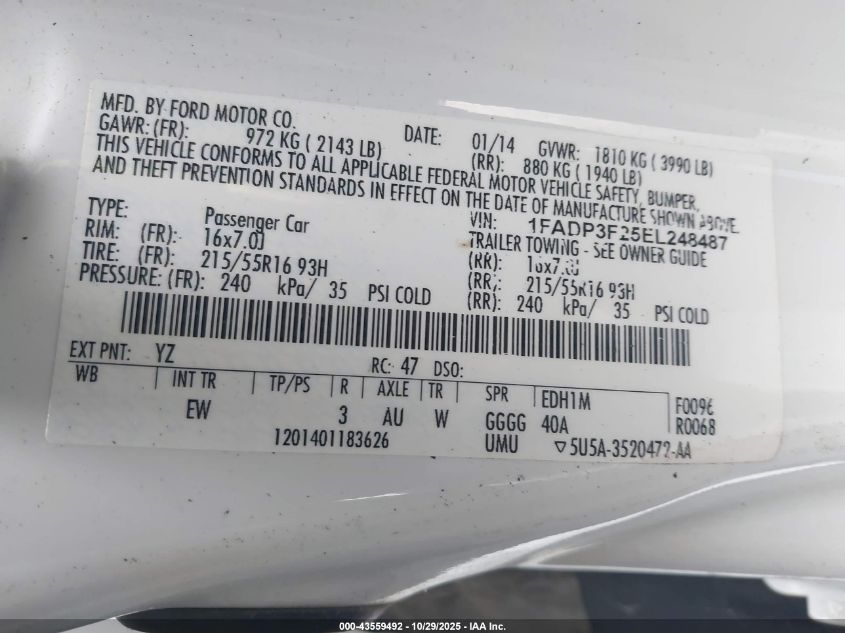 MFD. BY FORD MOTOR CO.
DATE: 01/14 GVWR: 1810 KG ( 3990 LB)
GAWR: (FR): 972 KG ( 2143 LB) (RR): 880 KG ( 1940 LB)
THIS VEHICLE CONFORMS TO ALL APPLICABLE FEDERAL MOTOR VEHICLE SAFETY, BUMPER,
AND THEFT PREVENTION STANDARDS IN EFFECT ON THE DATE OF MANUFACTURE SHOWN ABOVE.
VIN: 1FADP3F25EL248487
TYPE: Passenger Car TRAILER TOWING - SEE OWNER GUIDE
RIM: (FR): 16x7.0J (RR): 16x7.0J
TIRE: (FR): 215/55R16 93H (RR): 215/55R16 93H
PRESSURE: (FR): 240 kPa/ 35 PSI COLD (RR): 240 kPa/ 35 PSI COLD
EXT PNT: YZ RC: 47 DSO:
WB INT TR TP/PS R AXLE TR SPR EDH1M F0096
EW 3 AU W GGGG 40A R0068
1201401183626 UMU ▽5U5A-3520472-AA
000-43559492 - 10/29/2025 - IAA Inc.